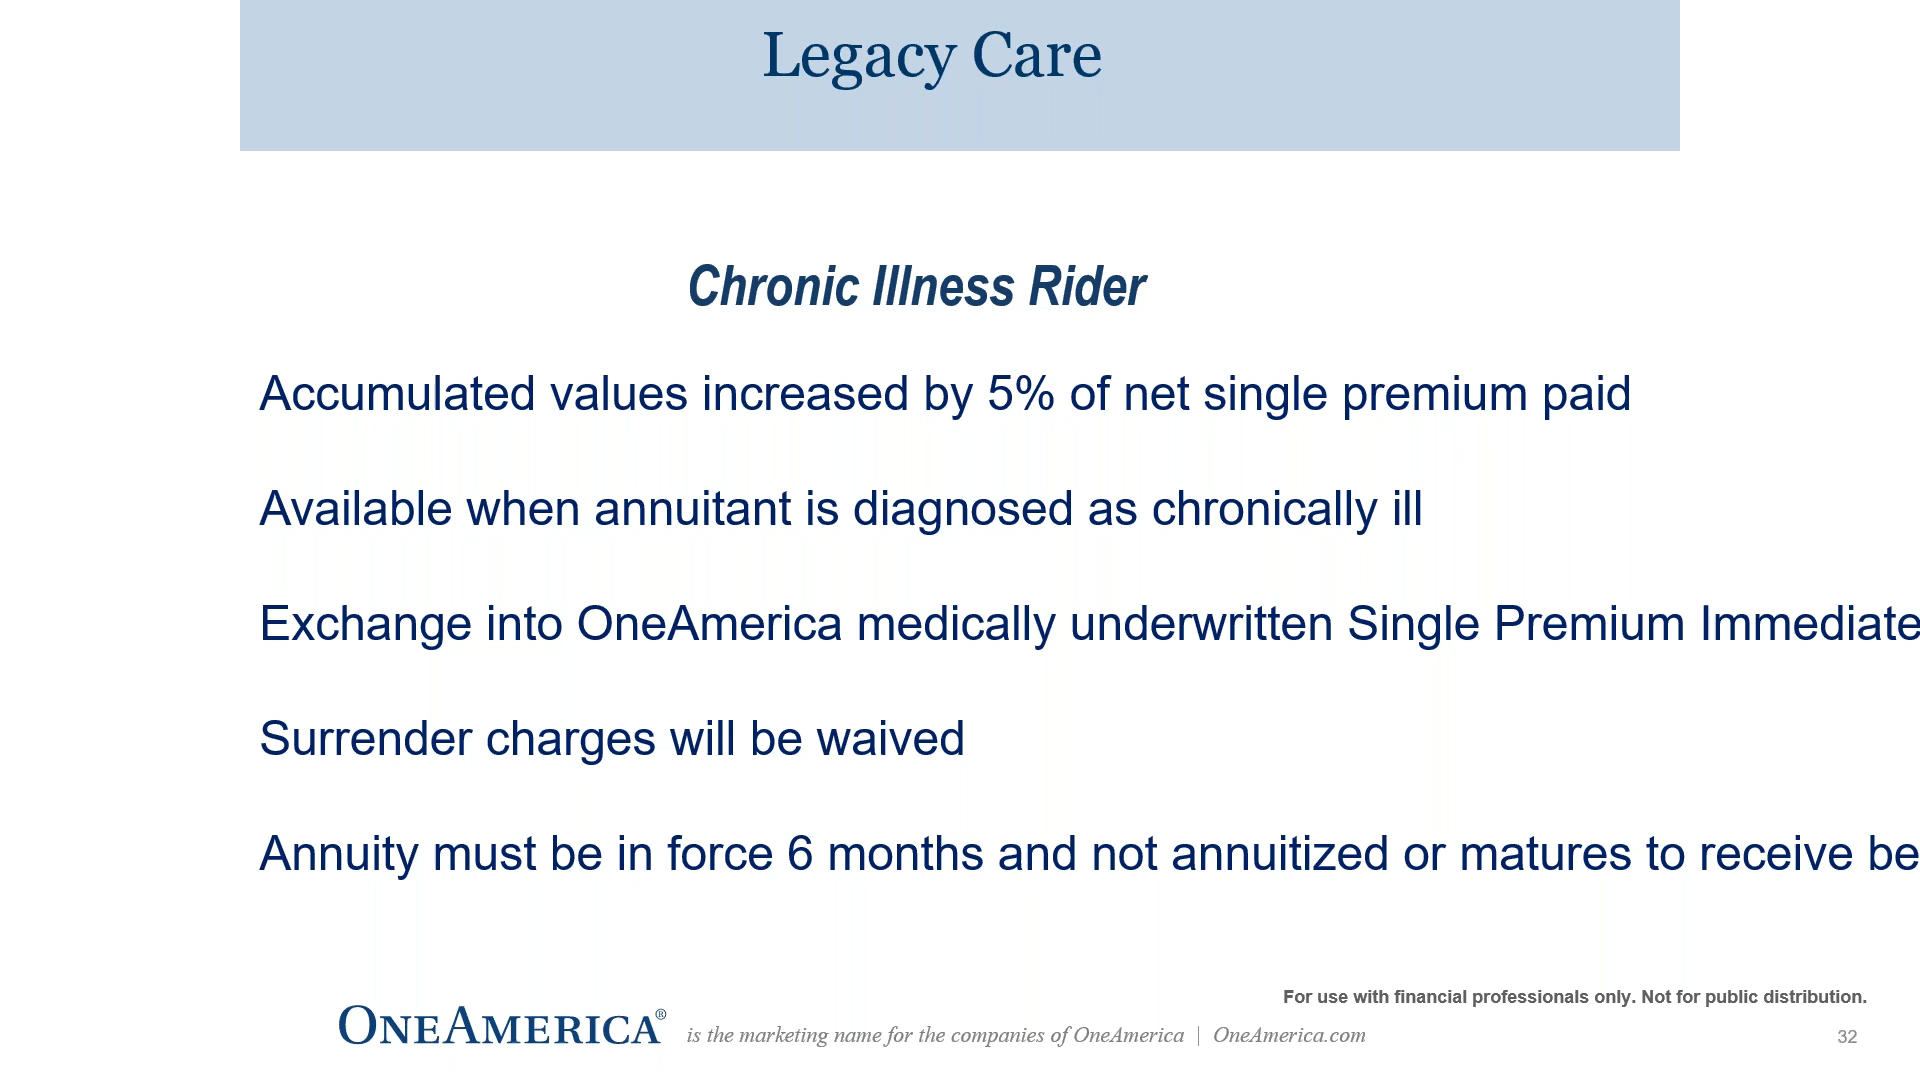 Legacy Care
Chronic Illness Rider
Accumulated values increased by 5% of net single premium paid
Available when annuitant is diagnosed as chronically ill
Exchange into OneAmerica medically underwritten Single Premium Immediate
Surrender charges will be waived
Annuity must be in force 6 months and not annuitized or matures to receive be
For use with financial professionals only. Not for public distribution.
ONEAMERICA® is the marketing name for the companies of OneAmerica | OneAmerica.com
32